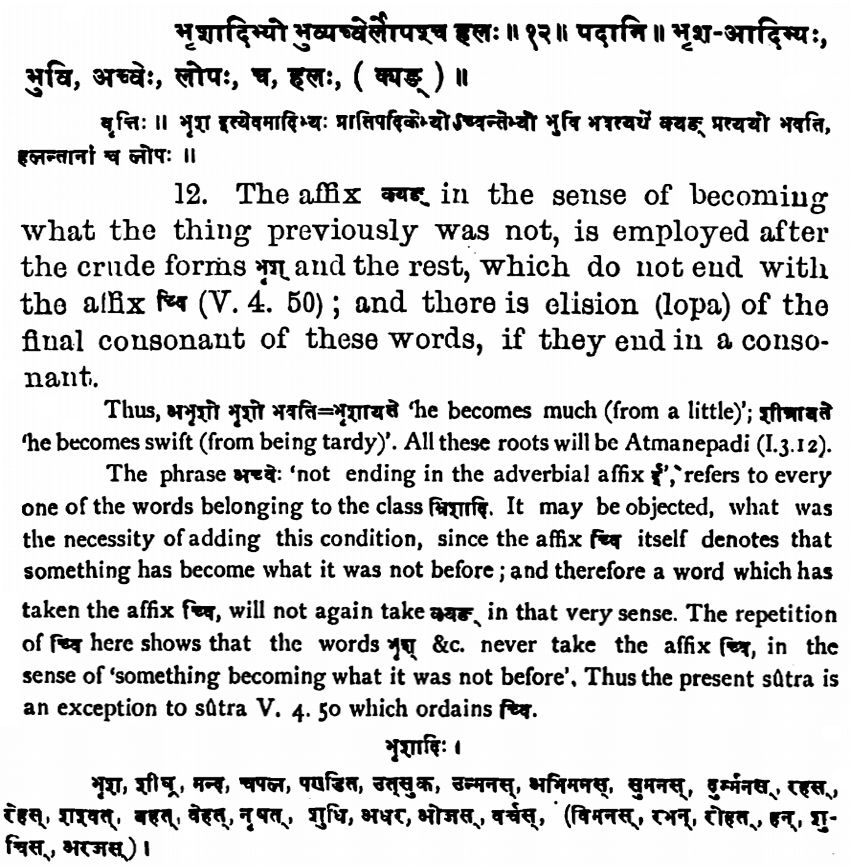 भृशादिभ्यो भुव्यच्वेर्लोपश्च हलः ॥ १२ ॥ पदानि ॥ भृश-आदिभ्यः,
भुवि, अच्वेः, लोपः, च, हलः, ( क्यङ् ) ॥
वृत्तिः ॥ भृश इत्येवमादिभ्यः प्रातिपदिकेभ्योऽच्व्यन्तेभ्यो भुवि भवत्यर्थे क्यङ् प्रत्ययो भवति,
हलन्तानां च लोपः ॥
12. The affix क्यङ् in the sense of becoming
what the thing previously was not, is employed after
the crude forms भृश् and the rest, which do not end with
the affix च्वि (V. 4. 50) ; and there is elision (lopa) of the
final consonant of these words, if they end in a conso-
nant.
Thus, अभृशो भृशो भवति=भृशायते 'he becomes much (from a little)'; शीघ्रायते
'he becomes swift (from being tardy)'. All these roots will be Atmanepadi (I.3.12).
The phrase अच्वेः 'not ending in the adverbial affix ई', refers to every
one of the words belonging to the class भ्रिशादि. It may be objected, what was
the necessity of adding this condition, since the affix च्वि itself denotes that
something has become what it was not before ; and therefore a word which has
taken the affix च्वि, will not again take क्यङ् in that very sense. The repetition
of च्वि here shows that the words भृश् &c. never take the affix च्वि, in the
sense of 'something becoming what it was not before'. Thus the present sûtra is
an exception to sûtra V. 4. 50 which ordains च्वि.
भृशादिः ।
भृश, शीघ्र, मन्द, चपल, पण्डित, उत्सुक, उन्मनस्, अभिमनस्, सुमनस्, दुर्म्मनस्, रहस्,
रेहस्, शश्वत्, बृहत्, वेहत्, नृषत्, शुधि, अधर, ओजस्, वर्चस्, (विमनस्, रभन्, रोहत्, हन्, शु-
चिस्, अरजस्) ।